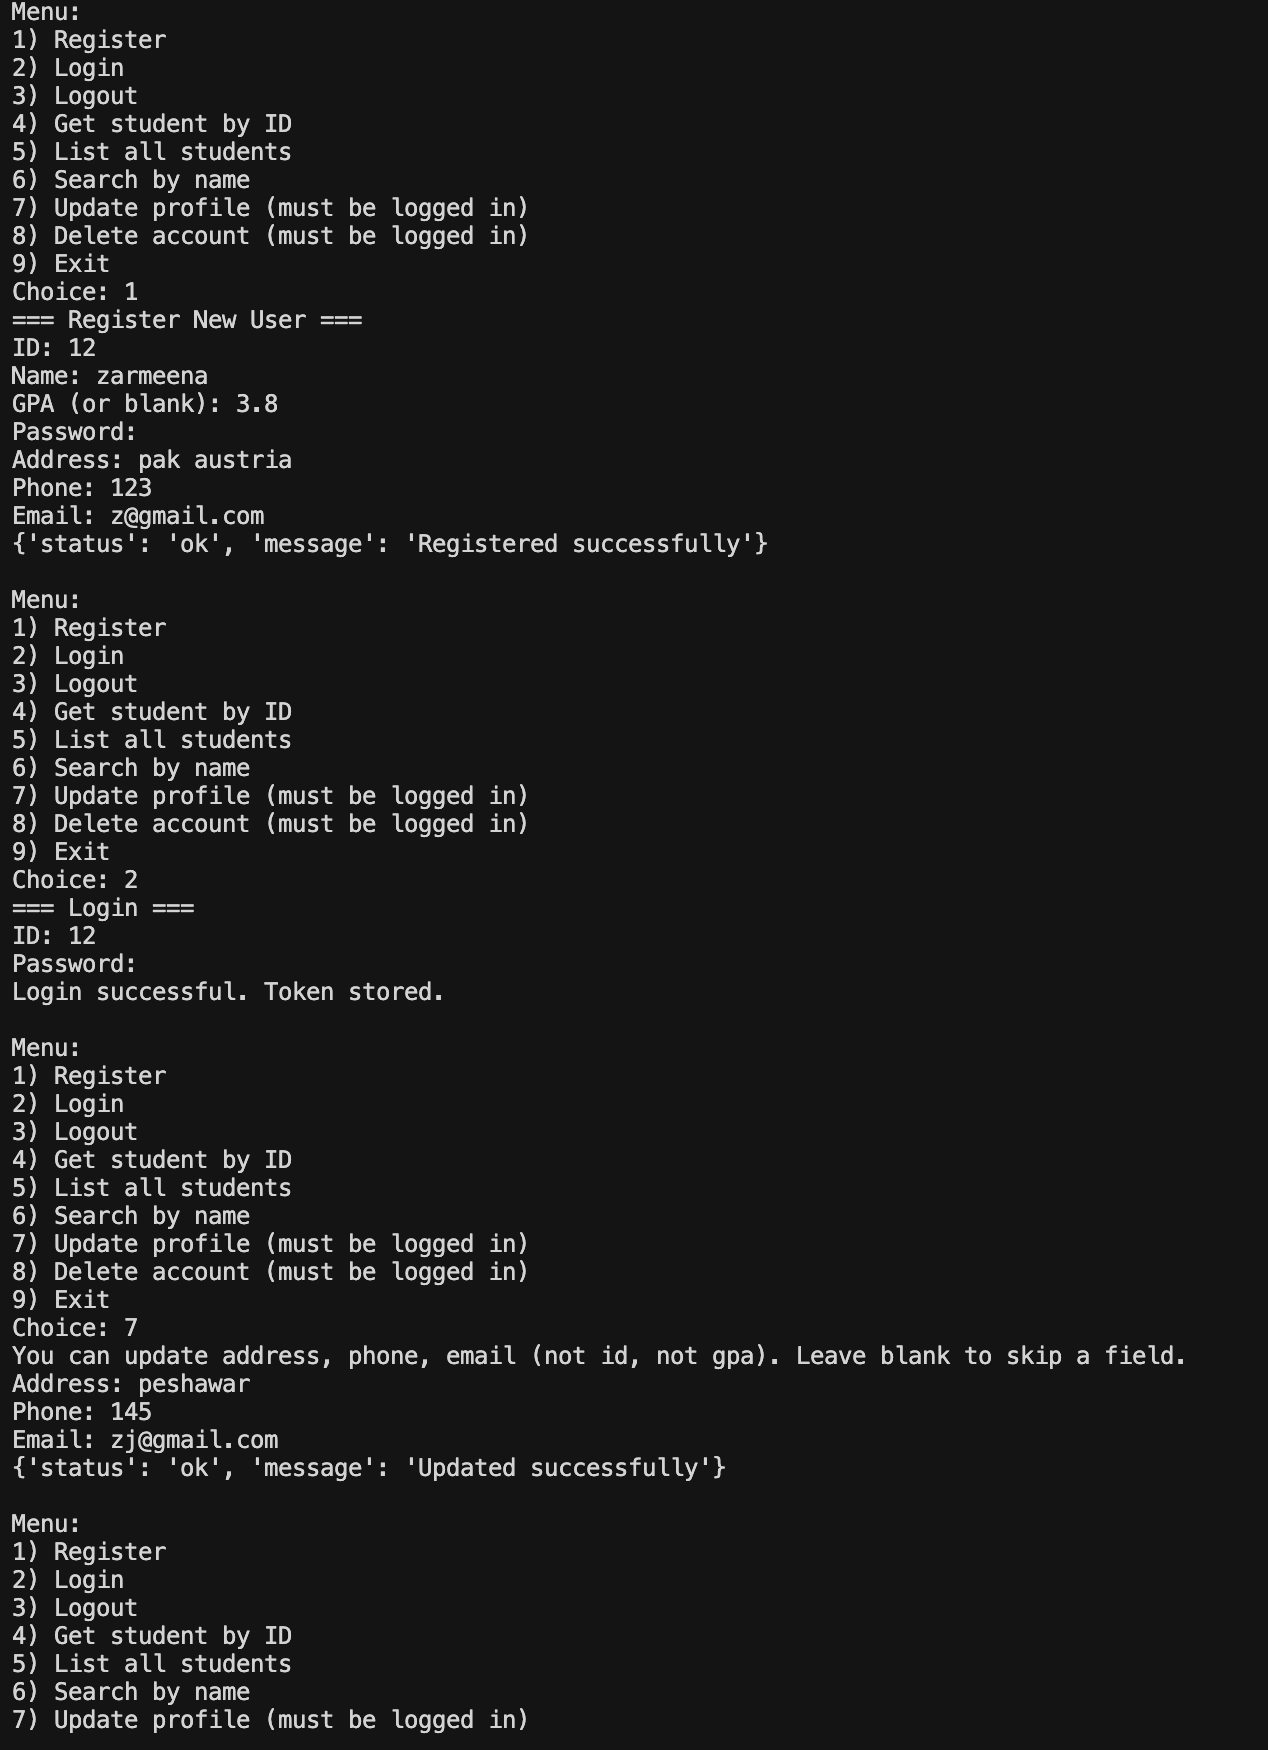 Menu:
1) Register
2) Login
3) Logout
4) Get student by ID
5) List all students
6) Search by name
7) Update profile (must be logged in)
8) Delete account (must be logged in)
9) Exit
Choice: 1
=== Register New User ===
ID: 12
Name: zarmeena
GPA (or blank): 3.8
Password:
Address: pak austria
Phone: 123
Email: z@gmail.com
{'status': 'ok', 'message': 'Registered successfully'}

Menu:
1) Register
2) Login
3) Logout
4) Get student by ID
5) List all students
6) Search by name
7) Update profile (must be logged in)
8) Delete account (must be logged in)
9) Exit
Choice: 2
=== Login ===
ID: 12
Password:
Login successful. Token stored.

Menu:
1) Register
2) Login
3) Logout
4) Get student by ID
5) List all students
6) Search by name
7) Update profile (must be logged in)
8) Delete account (must be logged in)
9) Exit
Choice: 7
You can update address, phone, email (not id, not gpa). Leave blank to skip a field.
Address: peshawar
Phone: 145
Email: zj@gmail.com
{'status': 'ok', 'message': 'Updated successfully'}

Menu:
1) Register
2) Login
3) Logout
4) Get student by ID
5) List all students
6) Search by name
7) Update profile (must be logged in)